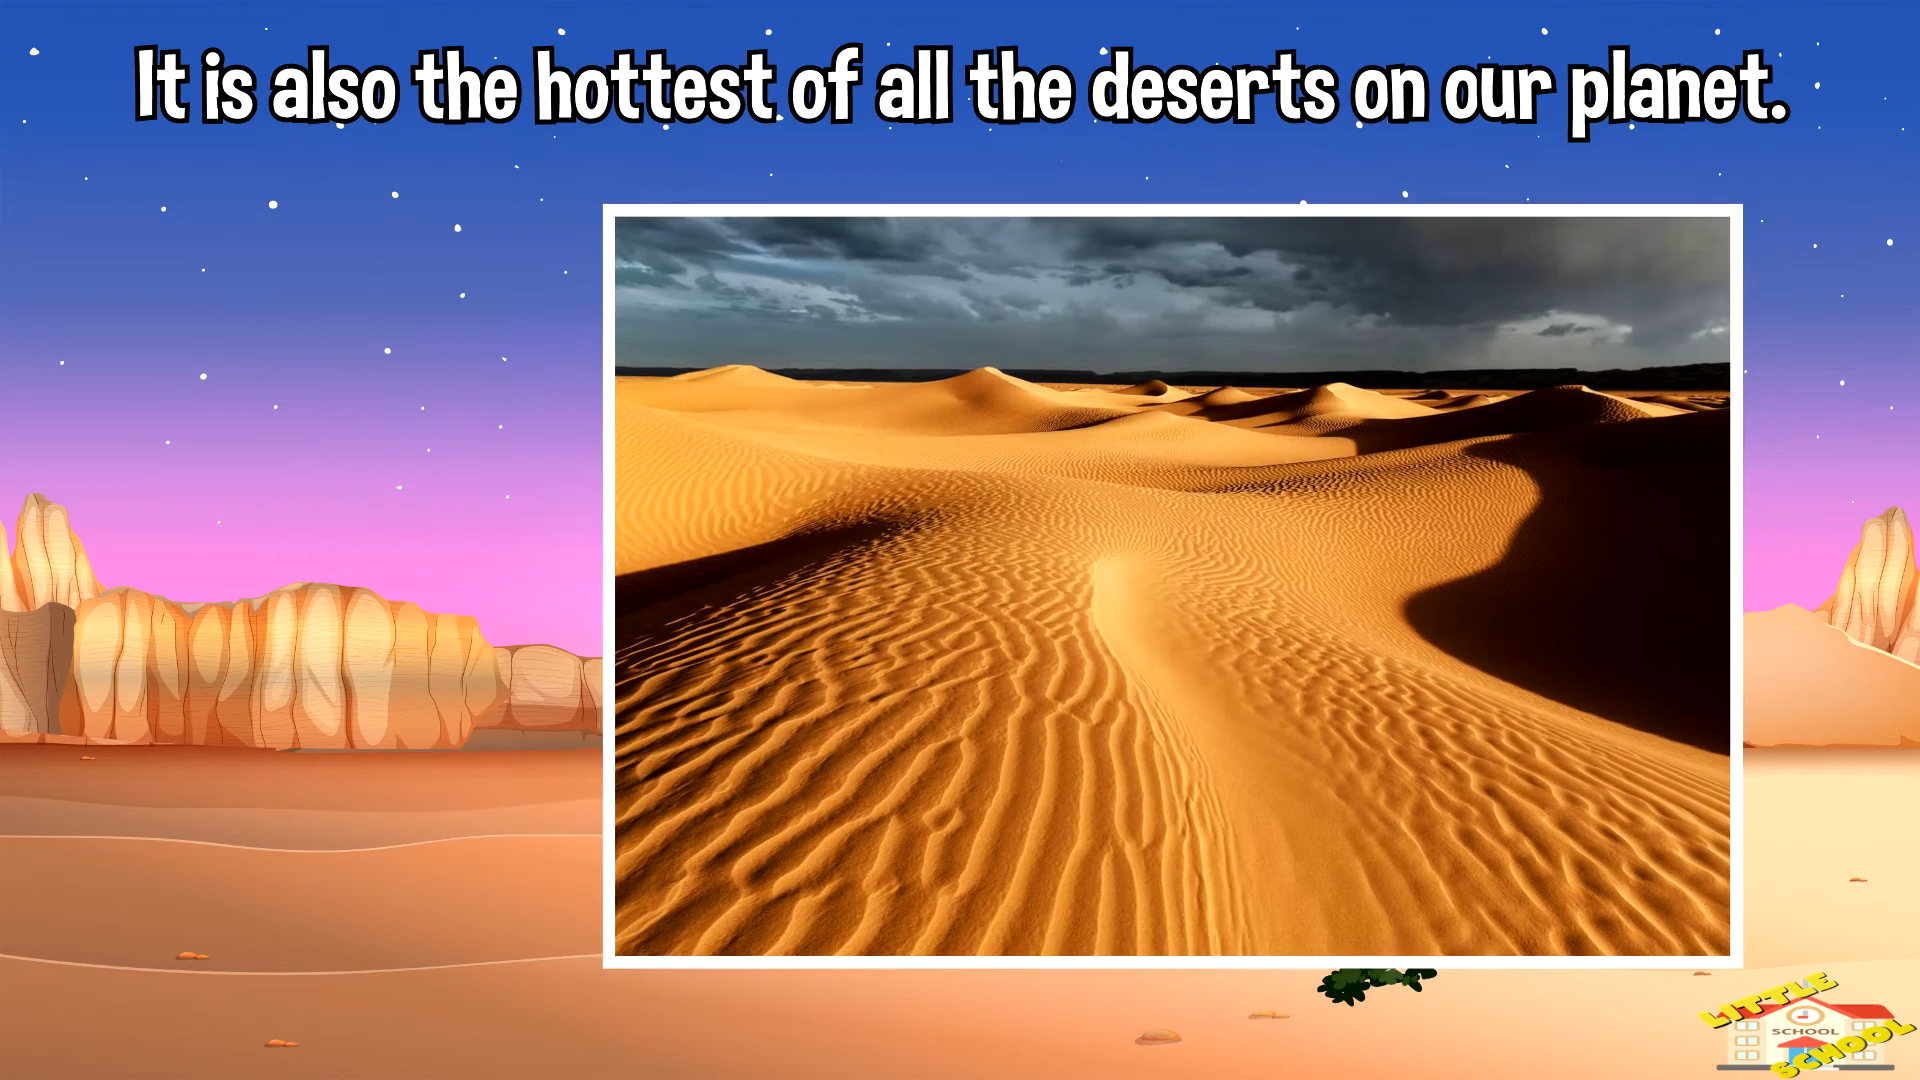 It is also the hottest of all the deserts on our planet.
LITTLE
SCHOOL
SCHOOL